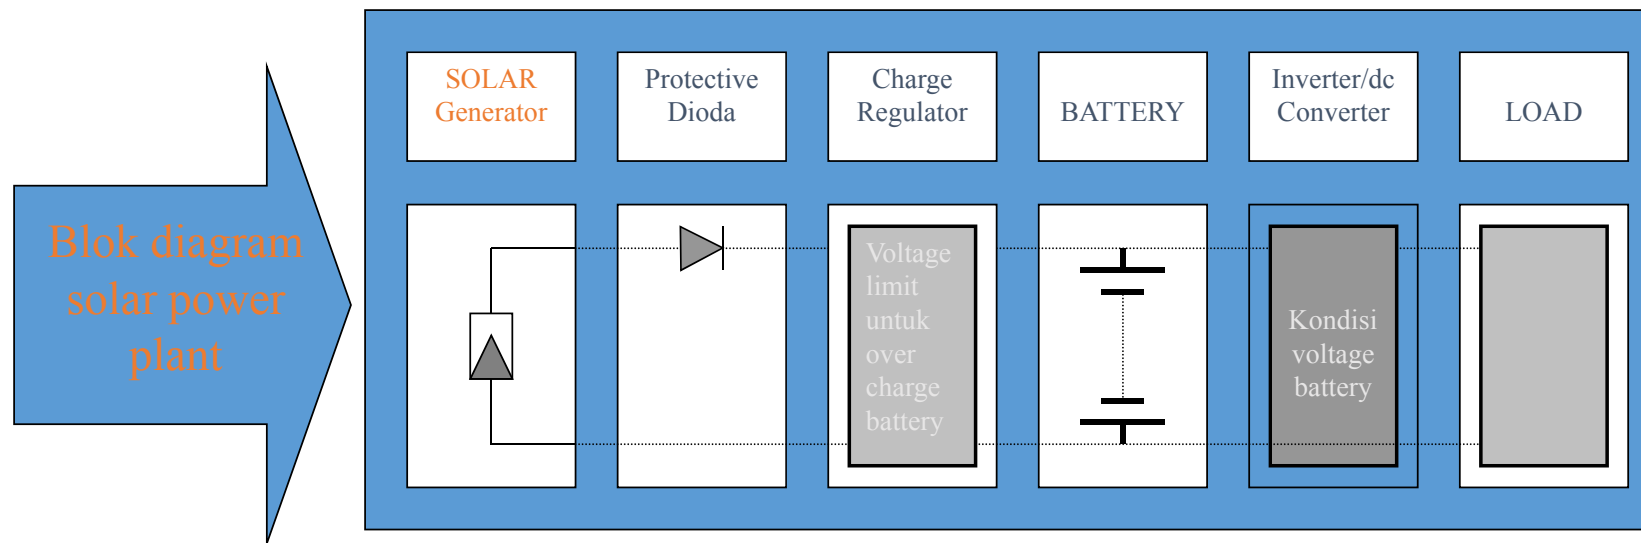 Blok diagram
solar power
plant
SOLAR
Generator
Protective
Dioda
Charge
Regulator
BATTERY
Inverter/dc
Converter
LOAD
Voltage
limit
untuk
over
charge
battery
Kondisi
voltage
battery